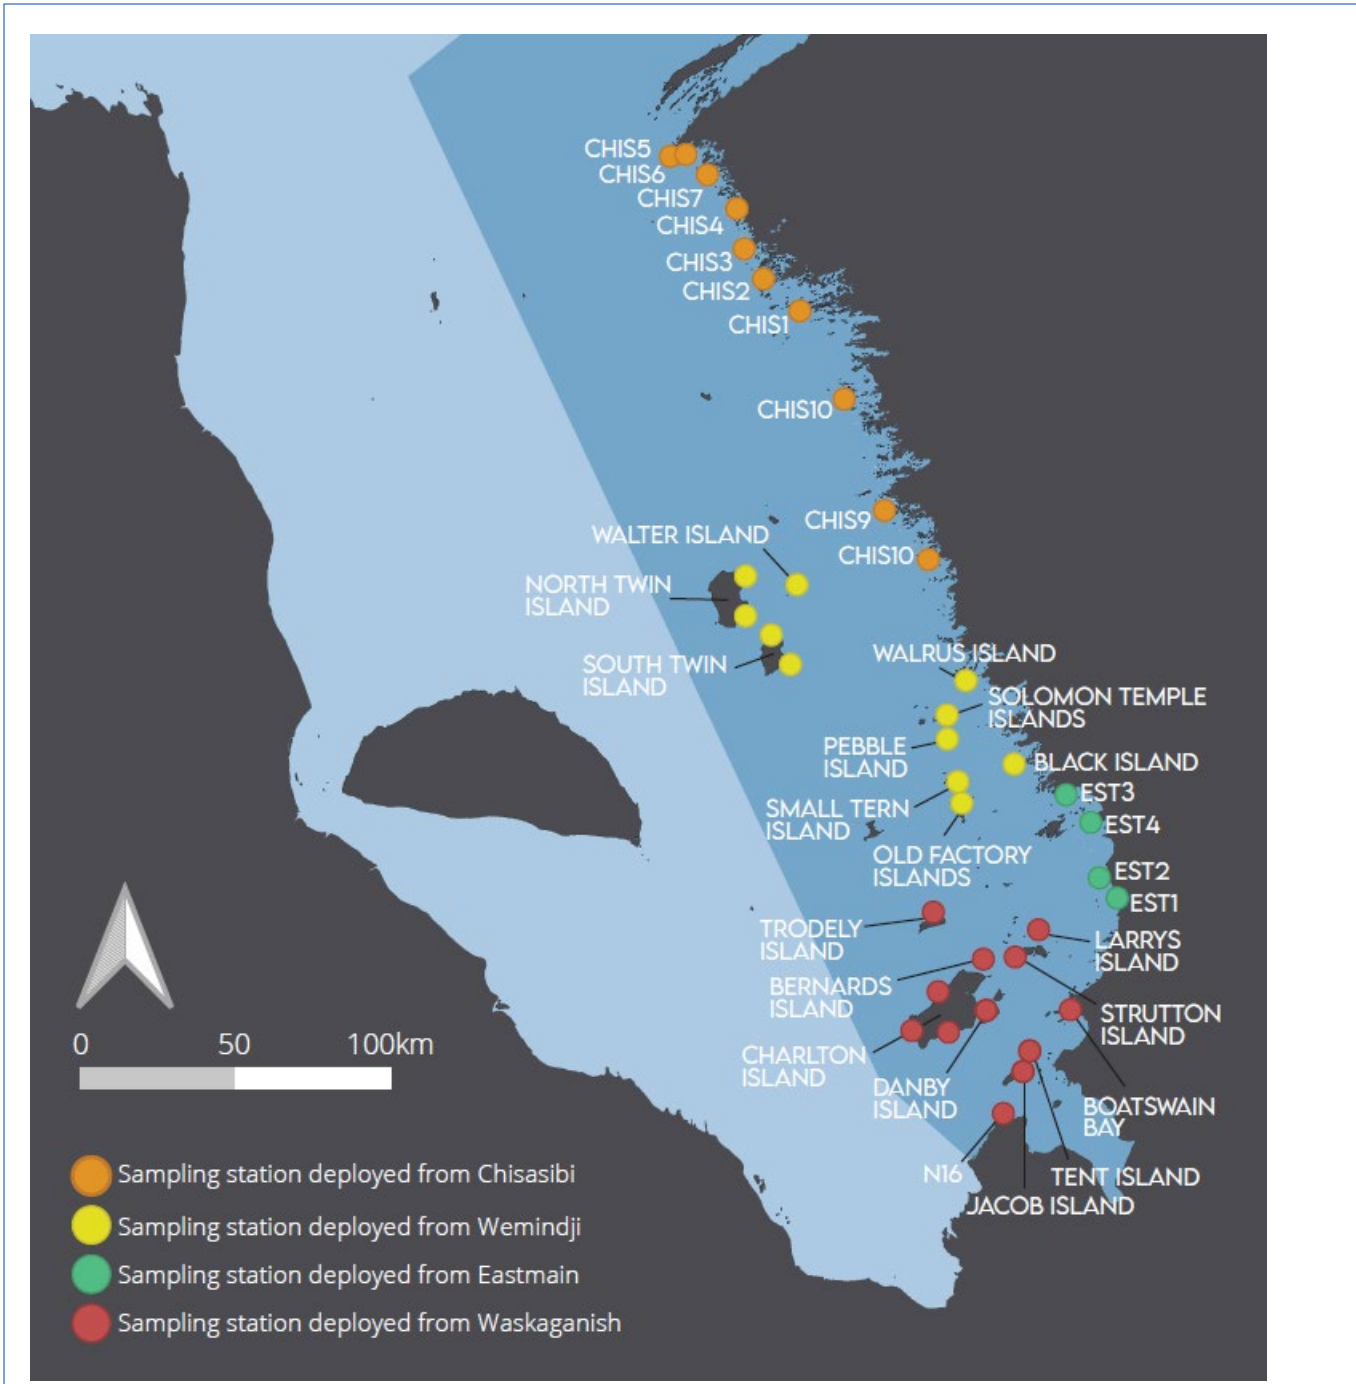 CHIS5
CHIS6
CHIS7
CHIS4
CHIS3
CHIS2
CHIS1
CHIS10
CHIS9
WALTER ISLAND
CHIS10
NORTH TWIN
ISLAND
SOUTH TWIN
ISLAND
WALRUS ISLAND
SOLOMON TEMPLE
ISLANDS
PEBBLE
ISLAND
BLACK ISLAND
EST3
SMALL TERN
ISLAND
EST4
OLD FACTORY
ISLANDS
EST2
EST1
TRODELY
ISLAND
LARRYS
ISLAND
BERNARDS
ISLAND
STRUTTON
ISLAND
CHARLTON
ISLAND
DANBY
ISLAND
BOATSWAIN
BAY
N16
TENT ISLAND
JACOB ISLAND
0 50 100km
Sampling station deployed from Chisasibi
Sampling station deployed from Wemindji
Sampling station deployed from Eastmain
Sampling station deployed from Waskaganish